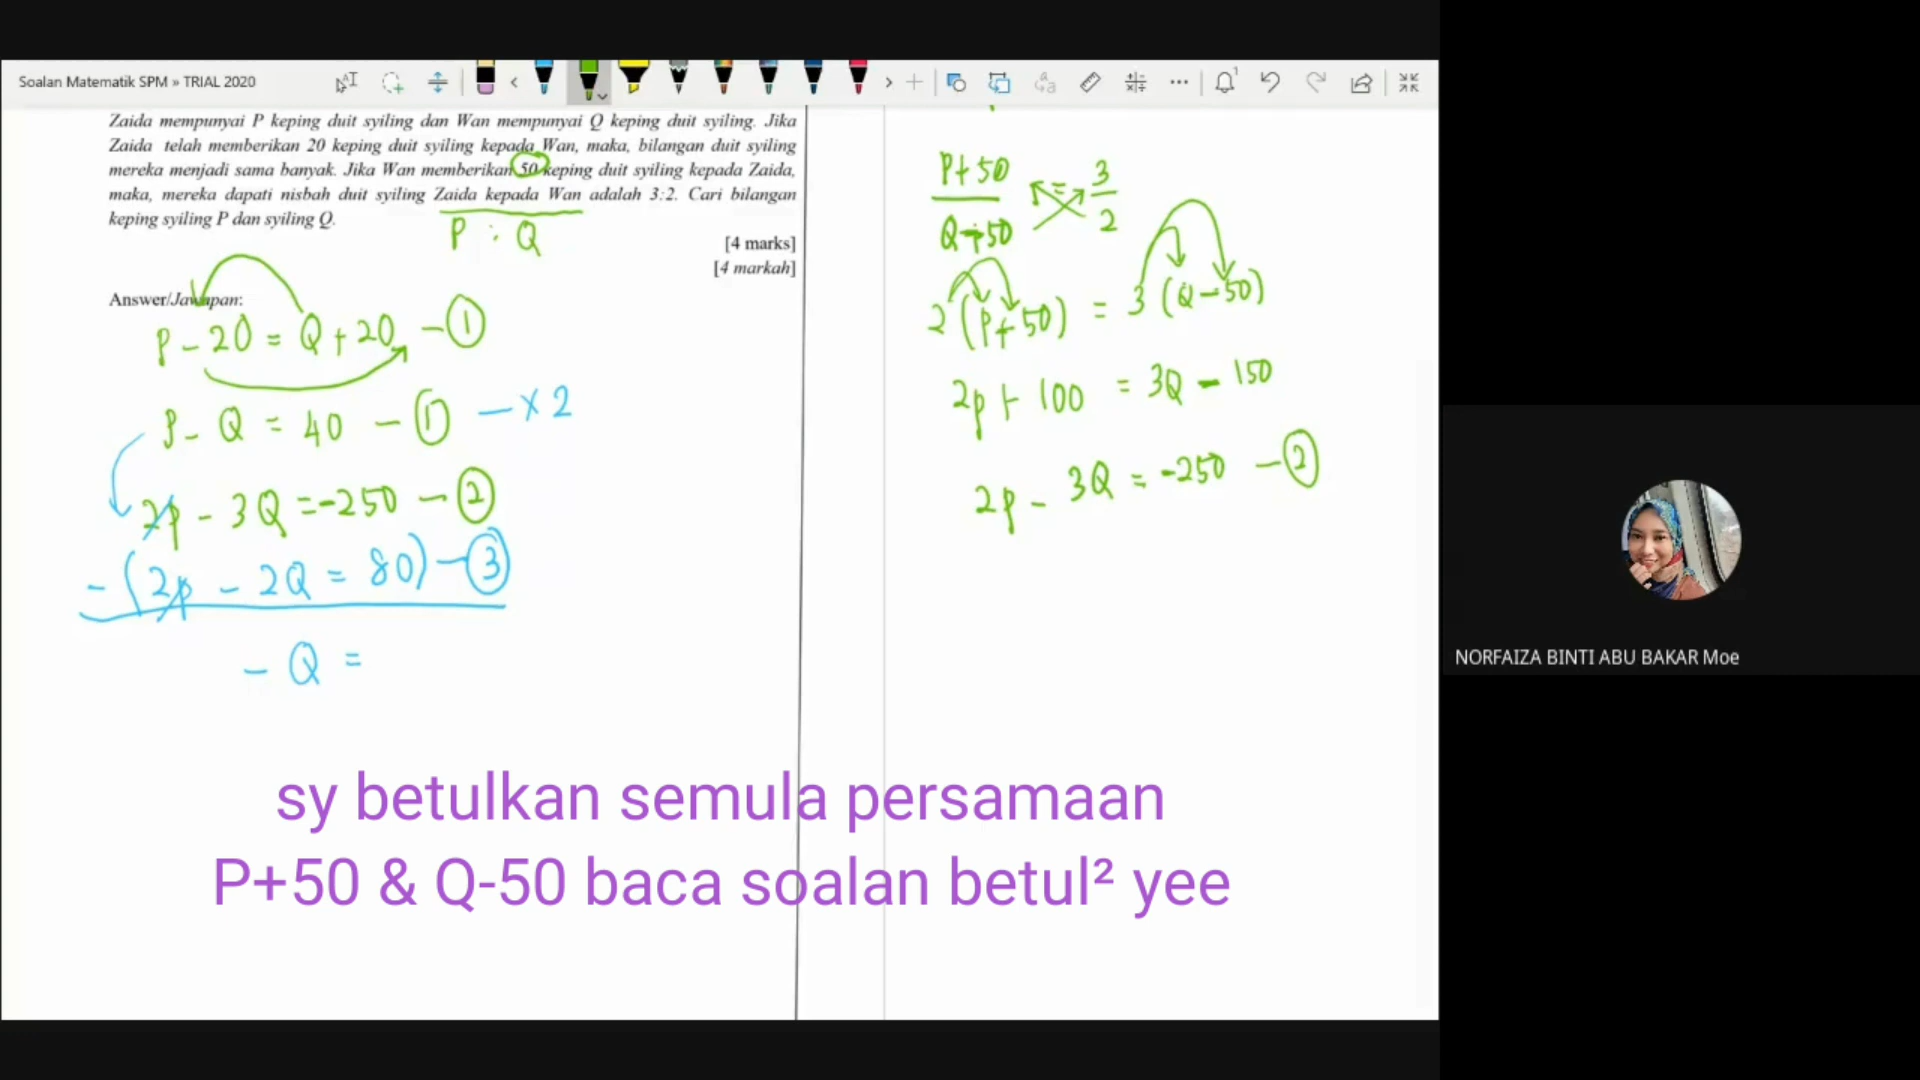 Soalan Matematik SPM » TRIAL 2020
Zaida mempunyai P keping duit syiling dan Wan mempunyai Q keping duit syiling. Jika
Zaida telah memberikan 20 keping duit syiling kepada Wan, maka, bilangan duit syiling
mereka menjadi sama banyak. Jika Wan memberikan 50 keping duit syiling kepada Zaida,
maka, mereka dapati nisbah duit syiling Zaida kepada Wan adalah 3:2. Cari bilangan
keping syiling P dan syiling Q.
P : Q
[4 marks]
[4 markah]
Answer/Jawapan:
P - 20 = Q + 20 - ①
P - Q = 40 - ① - × 2
2P - 3Q = -250 - ②
- (2P - 2Q = 80) - ③
- Q =
P+50
Q-50
= 3
2
2 (P+50) = 3 (Q-50)
2P + 100 = 3Q - 150
2P - 3Q = -250 - ②
sy betulkan semula persamaan
P+50 & Q-50 baca soalan betul² yee
NORFAIZA BINTI ABU BAKAR Moe